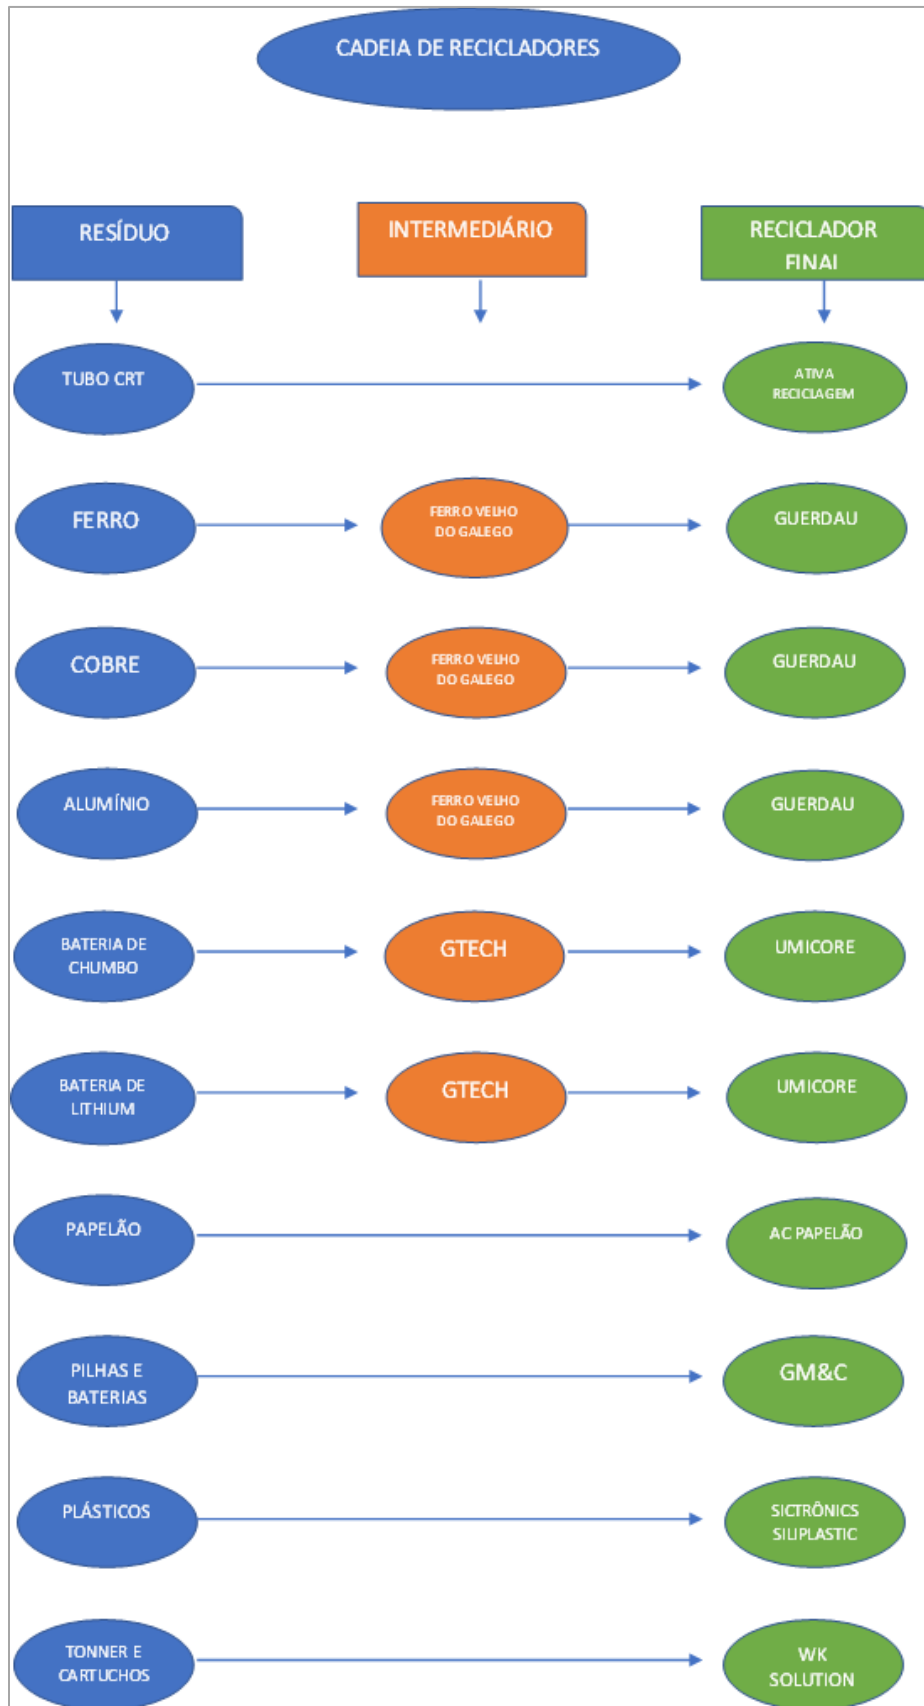 CADEIA DE RECICLADORES
RESÍDUO
INTERMEDIÁRIO
RECICLADOR
FINAI
TUBO CRT
ATIVA
RECICLAGEM
FERRO
FERRO VELHO
DO GALEGO
GUERDAU
COBRE
FERRO VELHO
DO GALEGO
GUERDAU
ALUMÍNIO
FERRO VELHO
DO GALEGO
GUERDAU
BATERIA DE
CHUMBO
GTECH
UMICORE
BATERIA DE
LITHIUM
GTECH
UMICORE
PAPELÃO
AC PAPELÃO
PILHAS E
BATERIAS
GM&C
PLÁSTICOS
SICTRÔNICS
SILIPLASTIC
TONNER E
CARTUCHOS
WK
SOLUTION